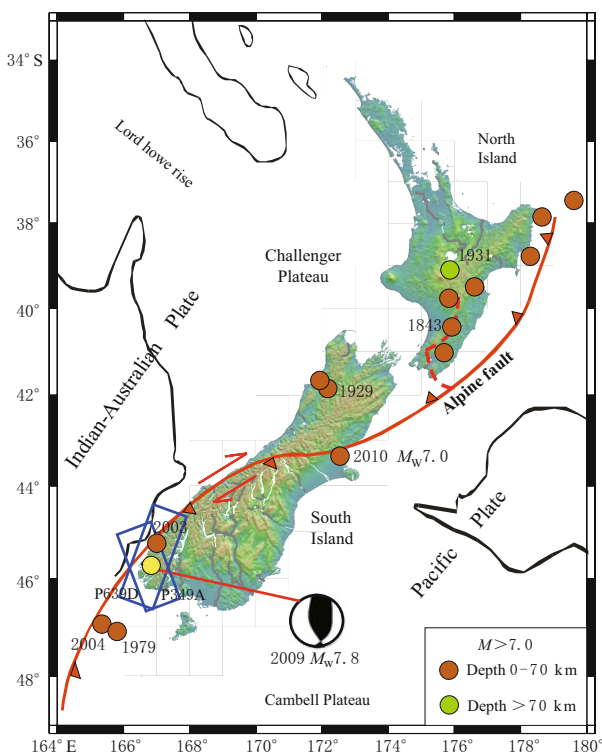 34° S
36°
38°
40°
42°
44°
46°
48°
164° E
166°
168°
170°
172°
174°
176°
178°
180°
Lord howe rise
North
Island
Challenger
Plateau
1931
1843
Alpine fault
Indian-Australian Plate
1929
2010 Mw7.0
South
Island
Pacific Plate
2003
P639D
P349A
2004
1979
2009 Mw7.8
Cambell Plateau
M>7.0
Depth 0-70 km
Depth >70 km